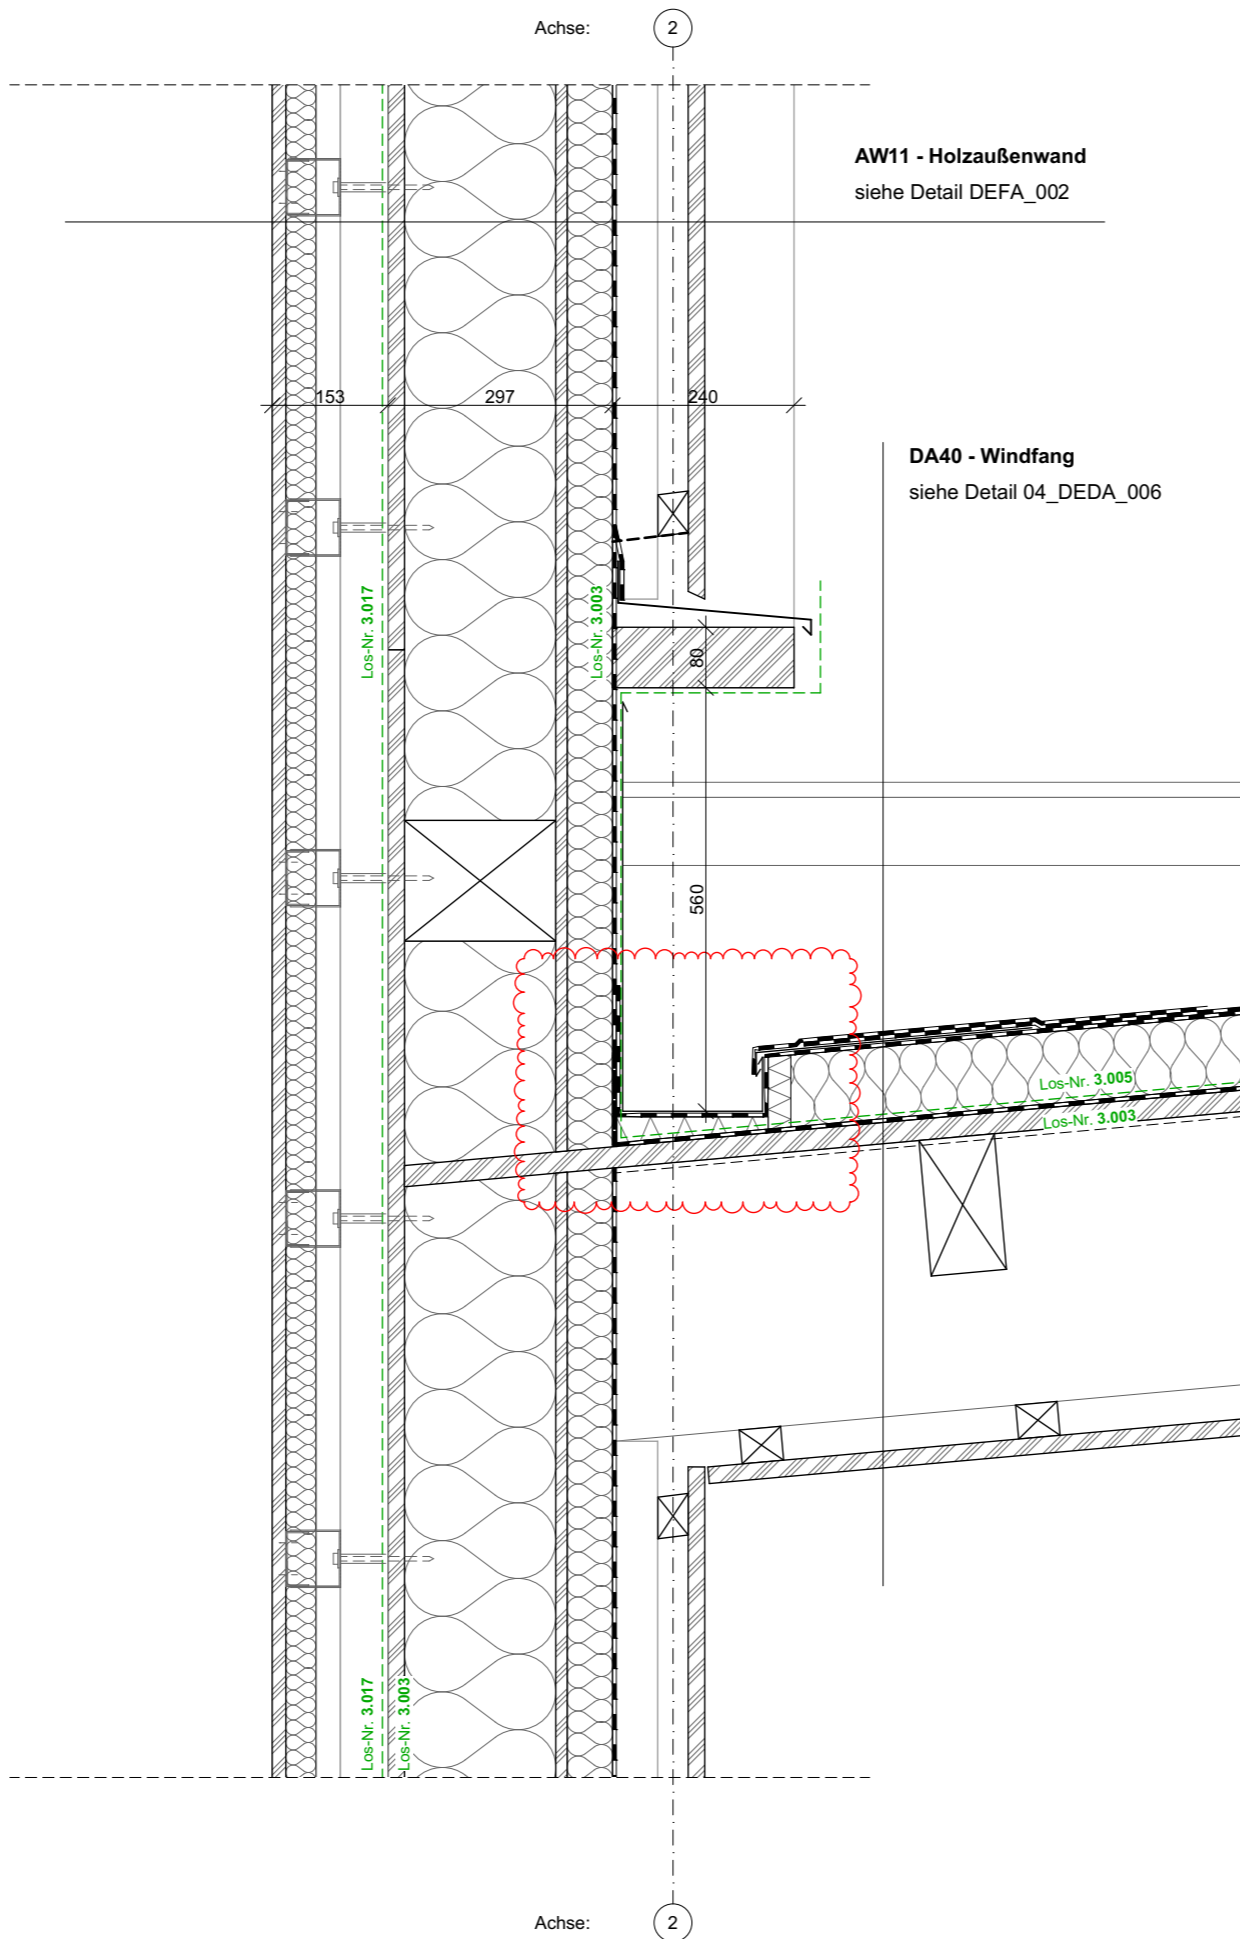 Achse:
2
AW11 - Holzaußenwand
siehe Detail DEFA_002
153
297
240
DA40 - Windfang
siehe Detail 04_DEDA_006
Los-Nr. 3.017
Los-Nr. 3.003
80
560
Los-Nr. 3.005
Los-Nr. 3.003
Los-Nr. 3.017
Los-Nr. 3.003
Achse:
2